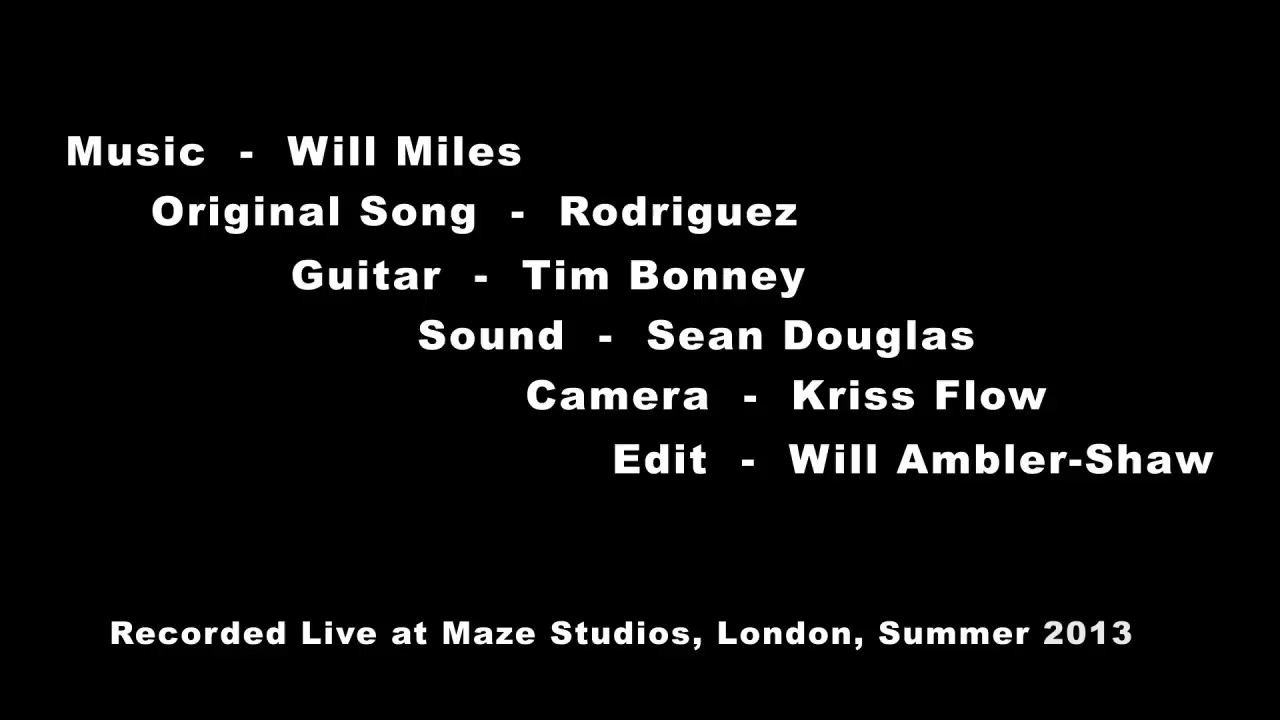 Music - Will Miles
Original Song - Rodriguez
Guitar - Tim Bonney
Sound - Sean Douglas
Camera - Kriss Flow
Edit - Will Ambler-Shaw
Recorded Live at Maze Studios, London, Summer 2013